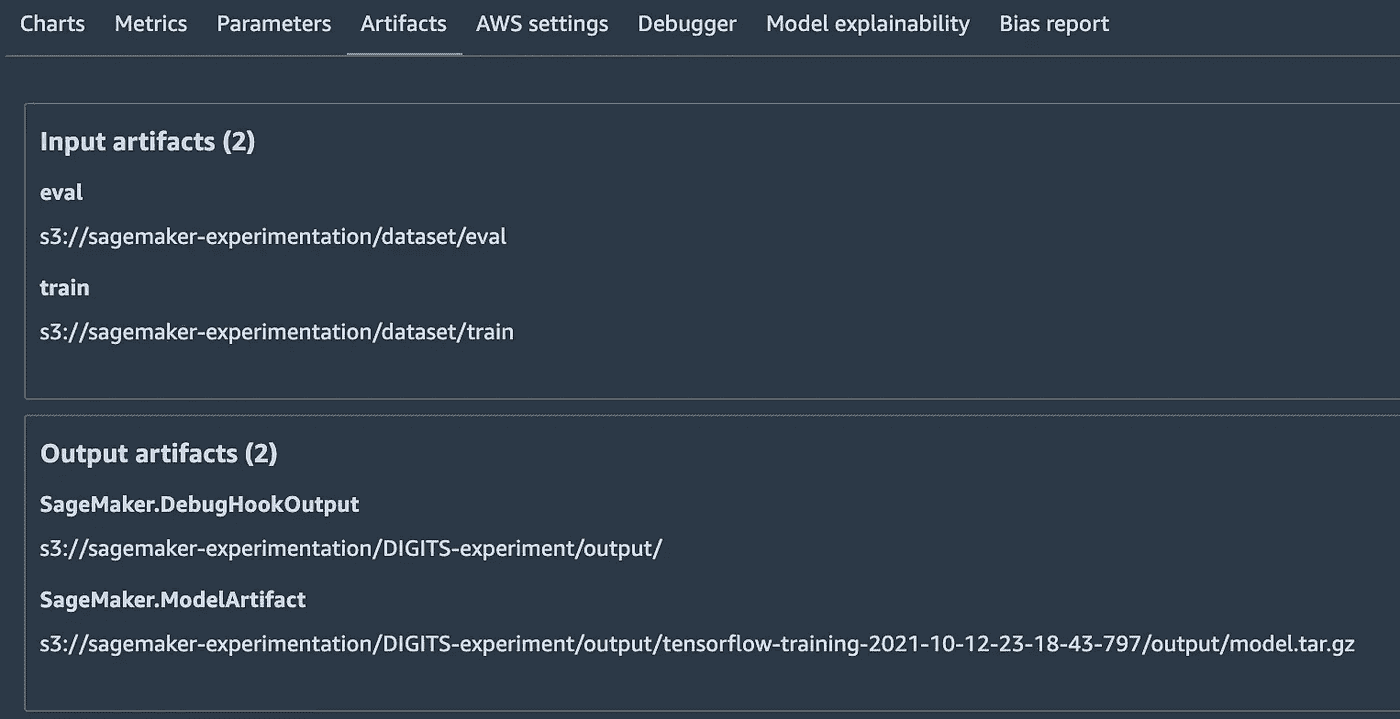 Charts Metrics Parameters Artifacts AWS settings Debugger Model explainability Bias report
Input artifacts (2)
eval
s3://sagemaker-experimentation/dataset/eval
train
s3://sagemaker-experimentation/dataset/train
Output artifacts (2)
SageMaker.DebugHookOutput
s3://sagemaker-experimentation/DIGITS-experiment/output/
SageMaker.ModelArtifact
s3://sagemaker-experimentation/DIGITS-experiment/output/tensorflow-training-2021-10-12-23-18-43-797/output/model.tar.gz